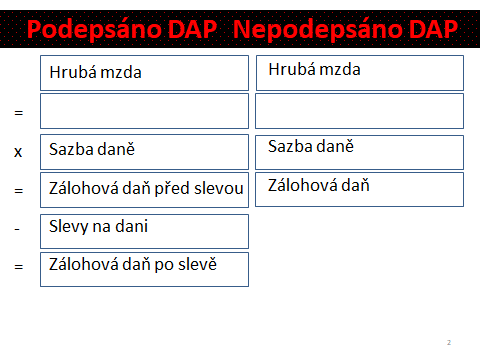 Podepsáno DAP Nepodepsáno DAP
Hrubá mzda Hrubá mzda
=
x Sazba daně Sazba daně
= Zálohová daň před slevou Zálohová daň
- Slevy na dani
= Zálohová daň po slevě
2